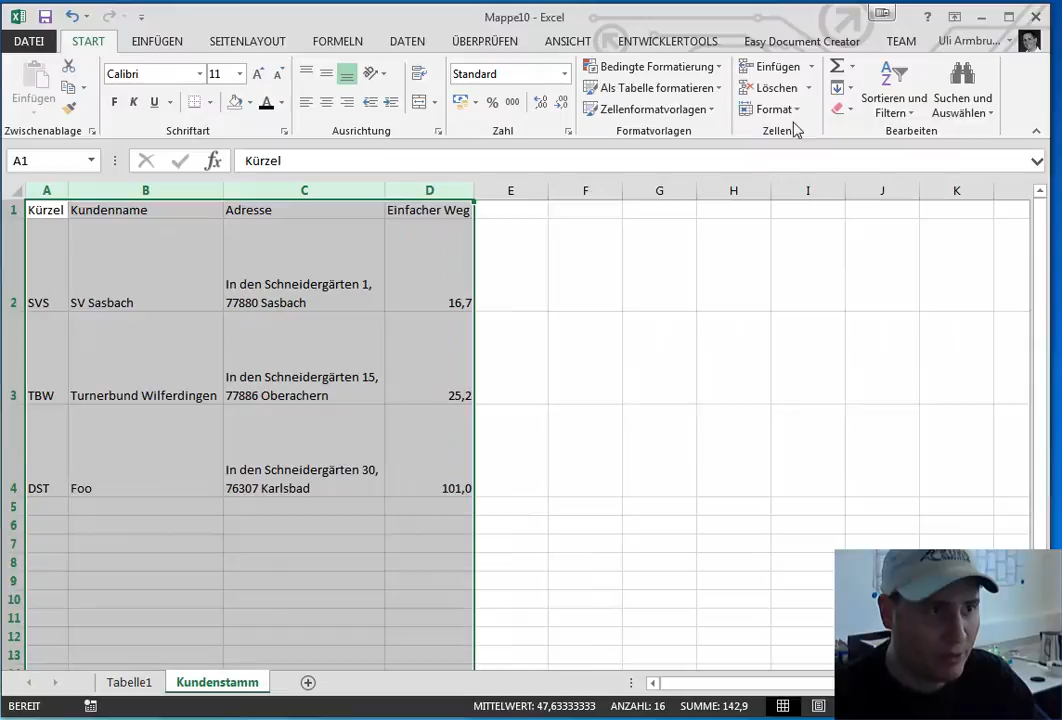 Mappe10 - Excel
DATEI START EINFÜGEN SEITENLAYOUT FORMELN DATEN ÜBERPRÜFEN ANSICHT ENTWICKLERTOOLS Easy Document Creator TEAM Uli Armbru...
Einfügen
Zwischenablage
Calibri 11
F K U
Schriftart
Ausrichtung
Standard
% 000
Zahl
Bedingte Formatierung
Als Tabelle formatieren
Zellenformatvorlagen
Formatvorlagen
Einfügen
Löschen
Format
Zellen
Sortieren und Filtern
Suchen und Auswählen
Bearbeiten
A1 fx Kürzel
A B C D E F G H I J K
1 Kürzel Kundenname Adresse Einfacher Weg
In den Schneidergärten 1,
2 SVS SV Sasbach 77880 Sasbach 16,7
In den Schneidergärten 15,
3 TBW Turnerbund Wilferdingen 77886 Oberachern 25,2
In den Schneidergärten 30,
4 DST Foo 76307 Karlsbad 101,0
5
6
7
8
9
10
11
12
13
Tabelle1 Kundenstamm
BEREIT MITTELWERT: 47,63333333 ANZAHL: 16 SUMME: 142,9